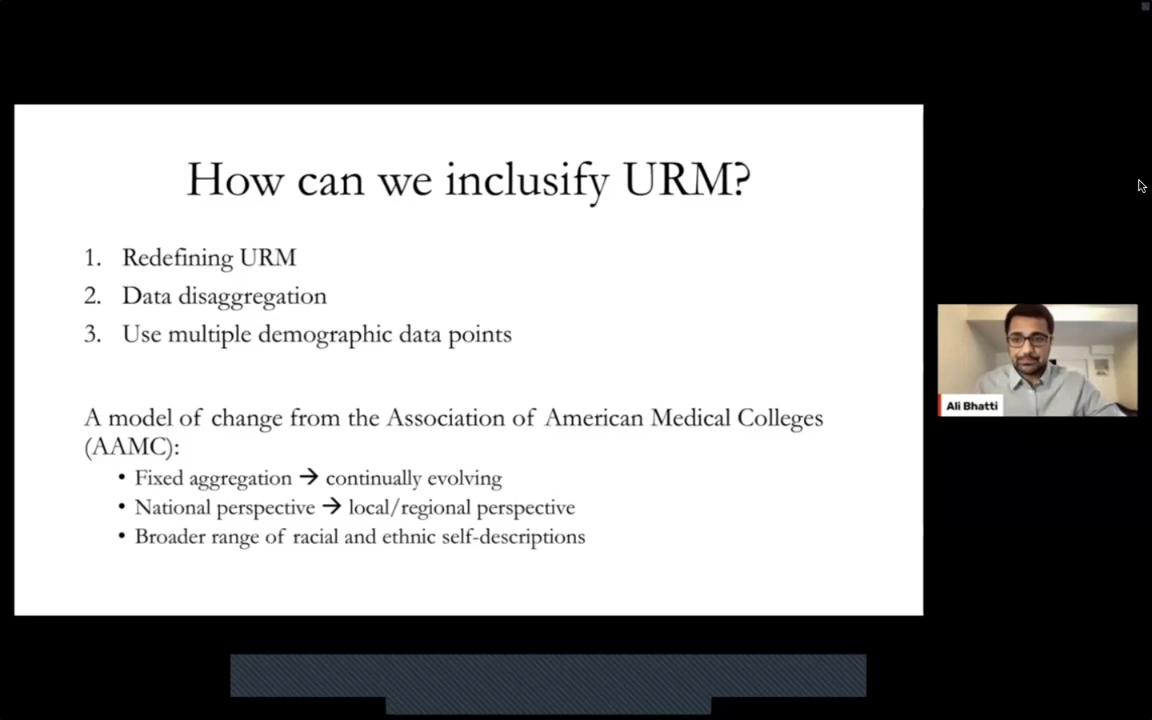 How can we inclusify URM?
1. Redefining URM
2. Data disaggregation
3. Use multiple demographic data points
A model of change from the Association of American Medical Colleges
(AAMC):
• Fixed aggregation → continually evolving
• National perspective → local/regional perspective
• Broader range of racial and ethnic self-descriptions
Ali Bhatti